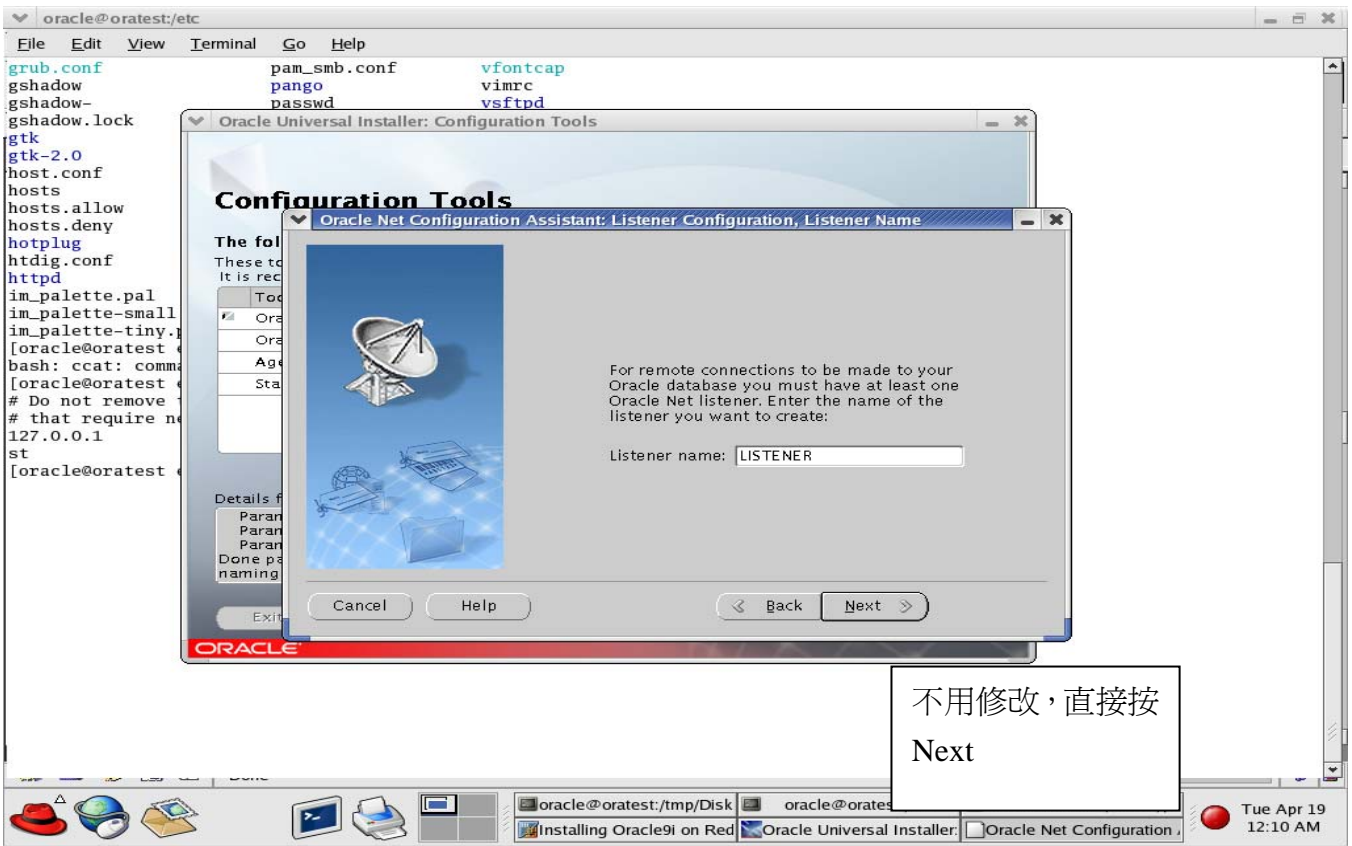 oracle@oratest:/etc
File Edit View Terminal Go Help
grub.conf pam_smb.conf vfontcap
gshadow pango vimrc
gshadow- passwd vsftpd
gshadow.lock
gtk
gtk-2.0
host.conf
hosts
hosts.allow
hosts.deny
hotplug
htdig.conf
httpd
im_palette.pal
im_palette-small
im_palette-tiny.
[oracle@oratest
bash: ccat:
[oracle@oratest
# Do not remove
# that require
127.0.0.1
st
[oracle@oratest
Oracle Universal Installer: Configuration Tools
Configuration Tools
The
These
It is
Details
Done
naming
Exit
ORACLE
Oracle Net Configuration Assistant: Listener Configuration, Listener Name
For remote connections to be made to your
Oracle database you must have at least one
Oracle Net listener. Enter the name of the
listener you want to create:
Listener name: LISTENER
Cancel Help Back Next
不用修改，直接按
Next
Done
oracle@oratest:/tmp/Disk
Installing Oracle9i on Red Oracle Universal Installer: Oracle Net Configuration
Tue Apr 19
12:10 AM